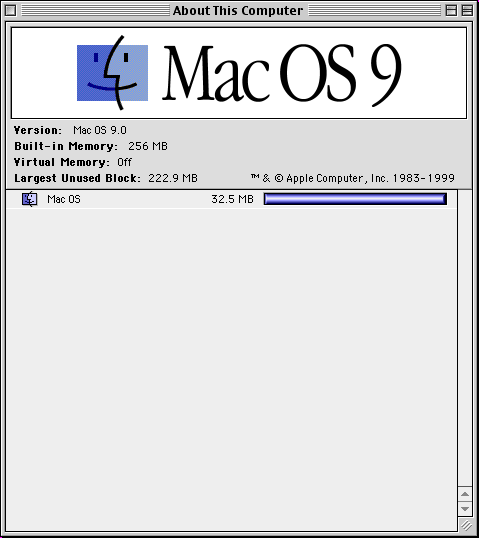 About This Computer
Mac OS 9
Version: Mac OS 9.0
Built-in Memory: 256 MB
Virtual Memory: Off
Largest Unused Block: 222.9 MB ™ & © Apple Computer, Inc. 1983-1999
Mac OS 32.5 MB